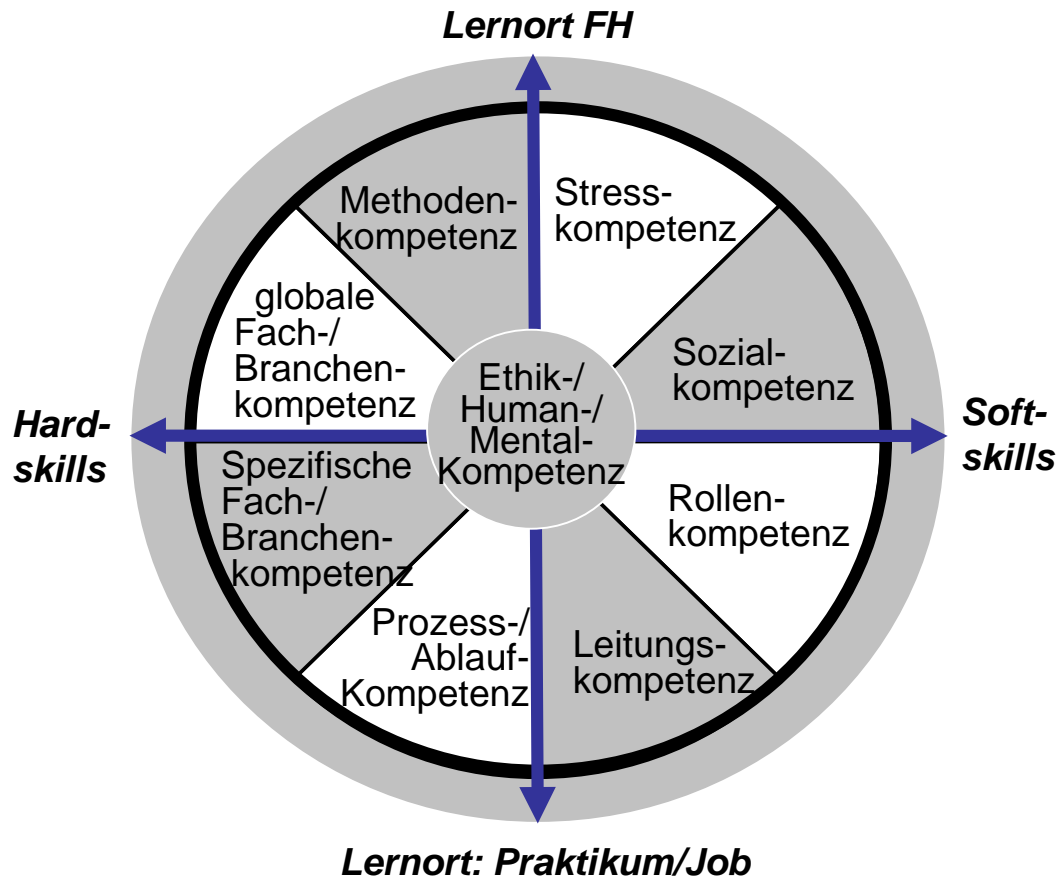 Lernort FH
Methoden-
kompetenz
Stress-
kompetenz
globale
Fach-/
Branchen-
kompetenz
Sozial-
kompetenz
Ethik-/
Human-/
Mental-
Kompetenz
Hard-
skills
Soft-
skills
Spezifische
Fach-/
Branchen-
kompetenz
Rollen-
kompetenz
Prozess-/
Ablauf-
Kompetenz
Leitungs-
kompetenz
Lernort: Praktikum/Job